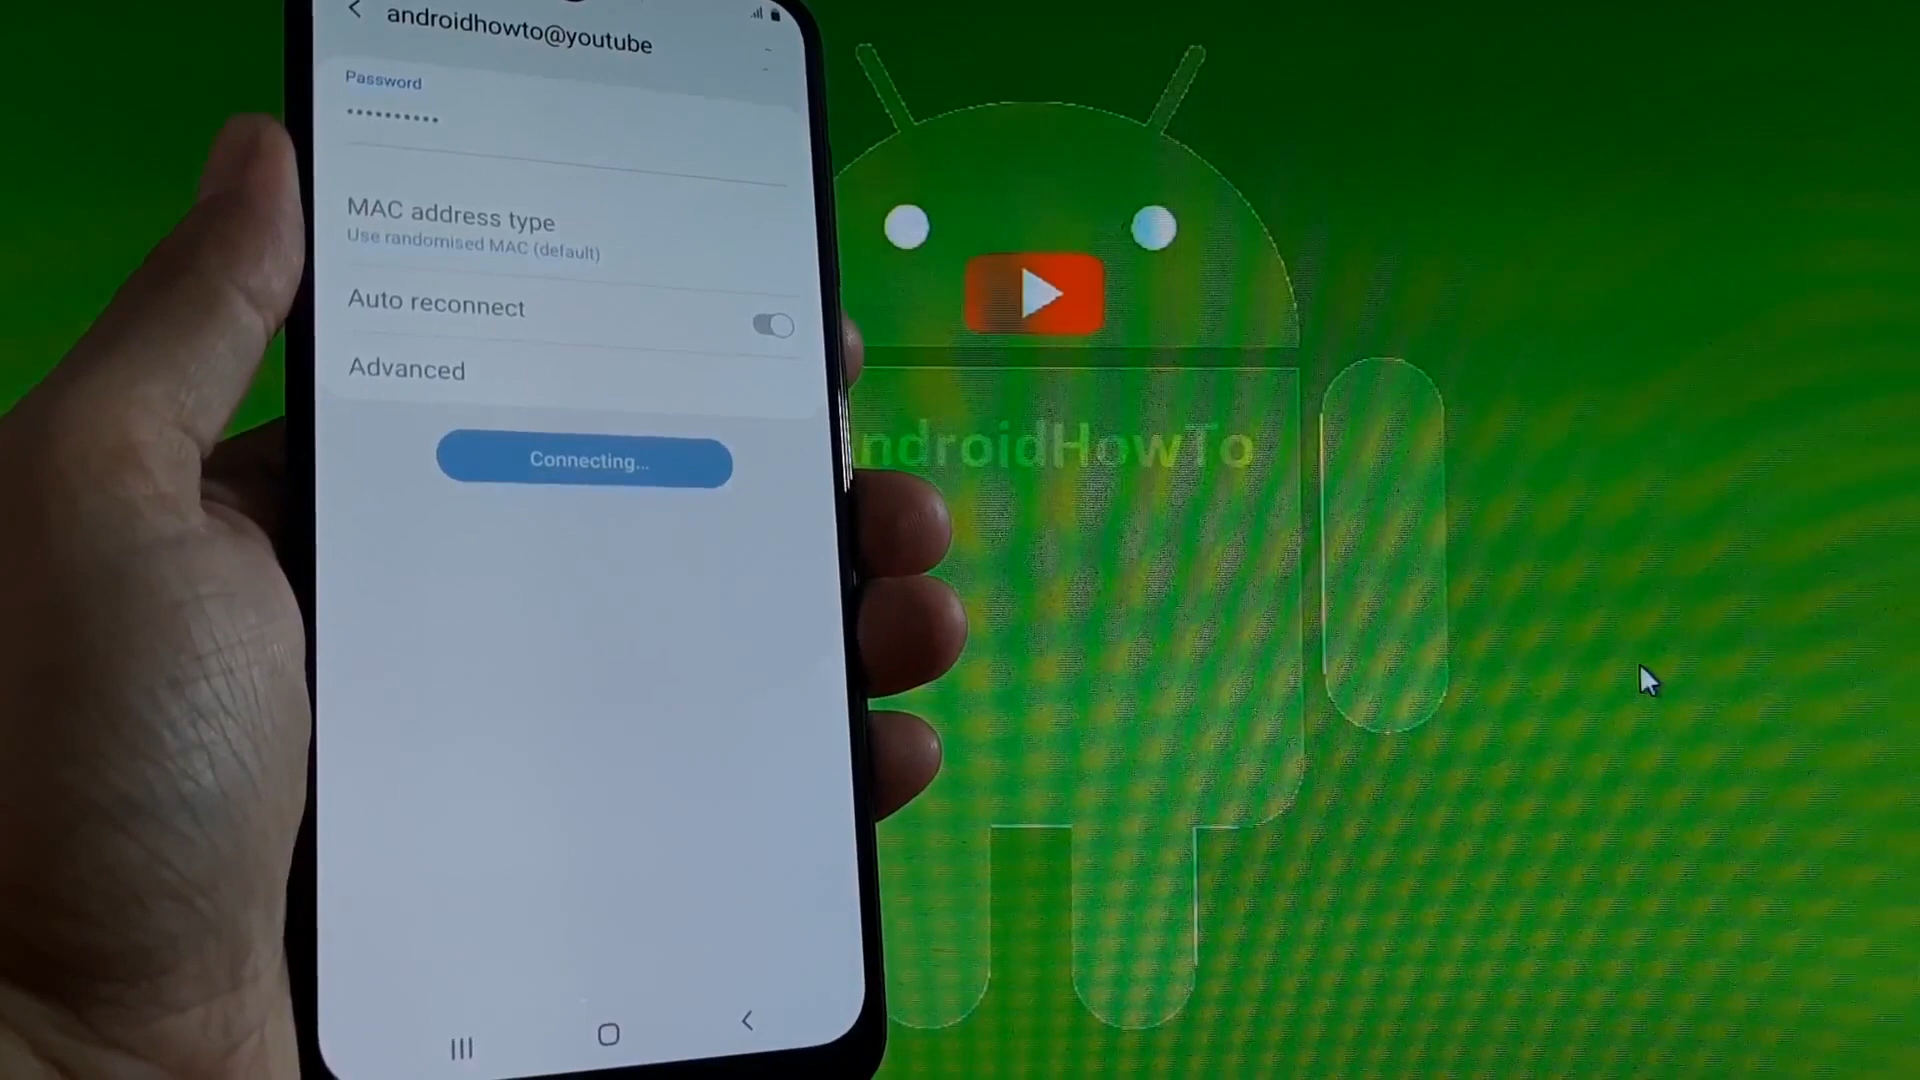 androidhowto@youtube
Password
••••••••••
MAC address type
Use randomised MAC (default)
Auto reconnect
Advanced
Connecting...
ndroidHowTo